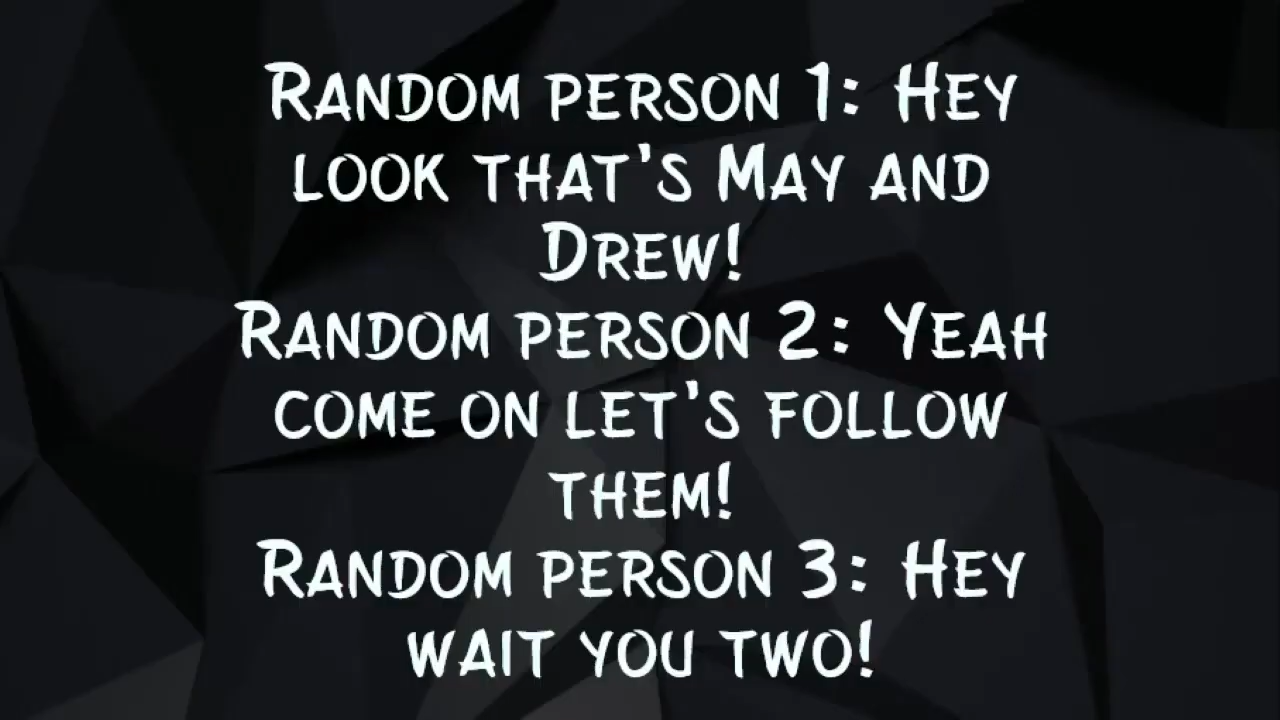 Random person 1: Hey
look that's May and
Drew!
Random person 2: Yeah
come on let's follow
them!
Random person 3: Hey
wait you two!